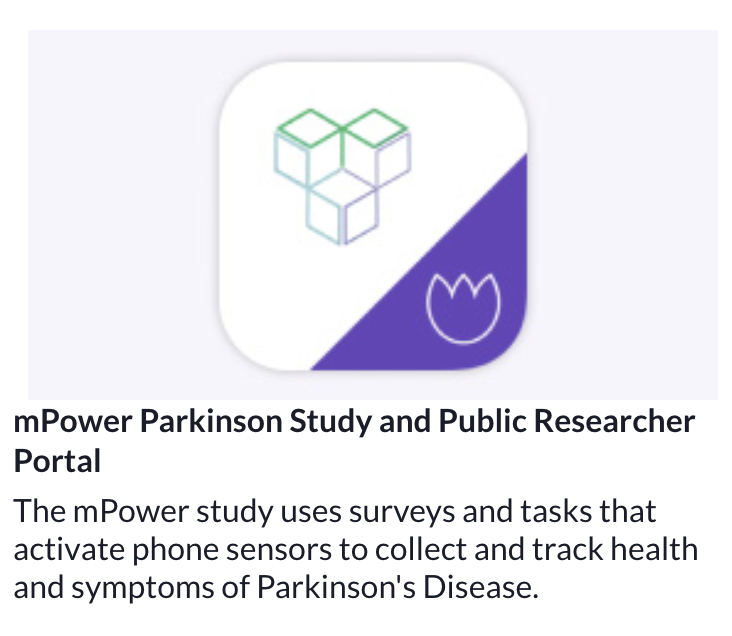 mPower Parkinson Study and Public Researcher
Portal
The mPower study uses surveys and tasks that
activate phone sensors to collect and track health
and symptoms of Parkinson's Disease.